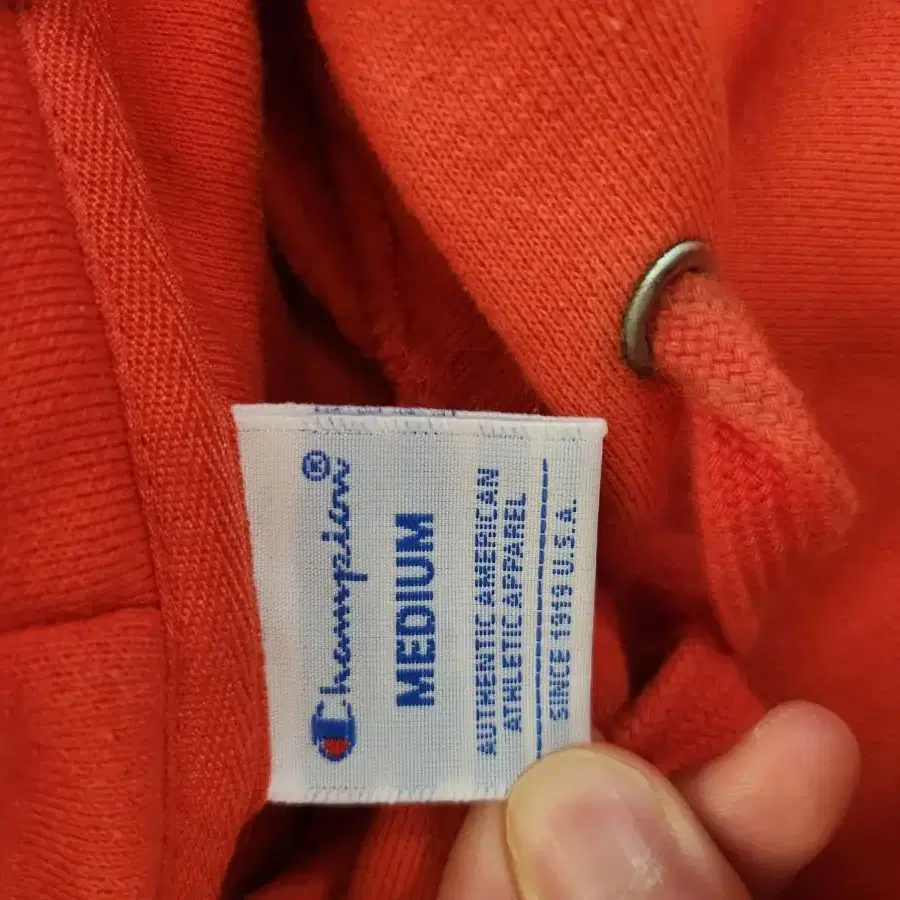 Champion®
MEDIUM
AUTHENTIC AMERICAN
ATHLETIC APPAREL
SINCE 1919 U.S.A.